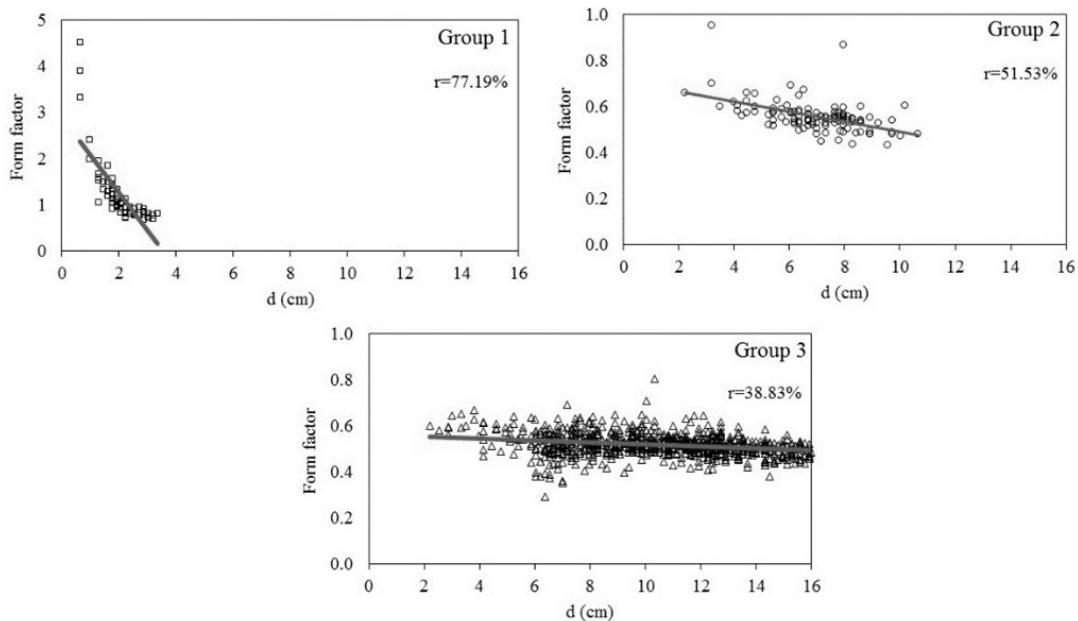 Group 1
r=77.19%
5
4
3
2
1
0
Form factor
0 2 4 6 8 10 12 14 16
d (cm)
Group 2
r=51.53%
1.0
0.8
0.6
0.4
0.2
0.0
Form factor
0 2 4 6 8 10 12 14 16
d (cm)
Group 3
r=38.83%
1.0
0.8
0.6
0.4
0.2
0.0
Form factor
0 2 4 6 8 10 12 14 16
d (cm)